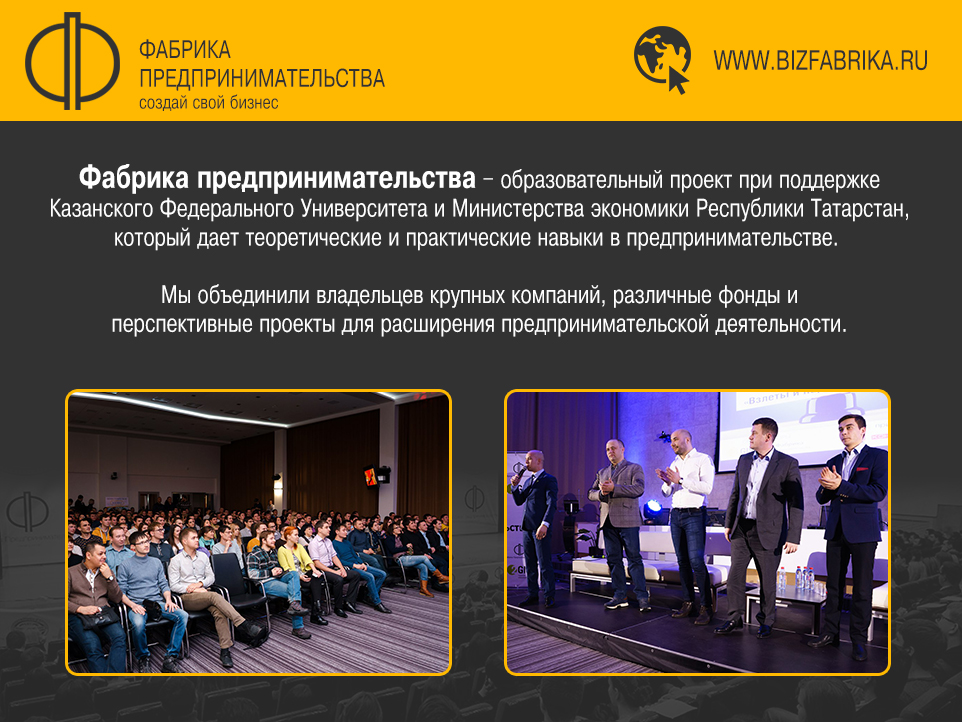 ФАБРИКА
ПРЕДПРИНИМАТЕЛЬСТВА
создай свой бизнес
WWW.BIZFABRIKA.RU
Фабрика предпринимательства – образовательный проект при поддержке
Казанского Федерального Университета и Министерства экономики Республики Татарстан,
который дает теоретические и практические навыки в предпринимательстве.
Мы объединили владельцев крупных компаний, различные фонды и
перспективные проекты для расширения предпринимательской деятельности.
«Взлеты и